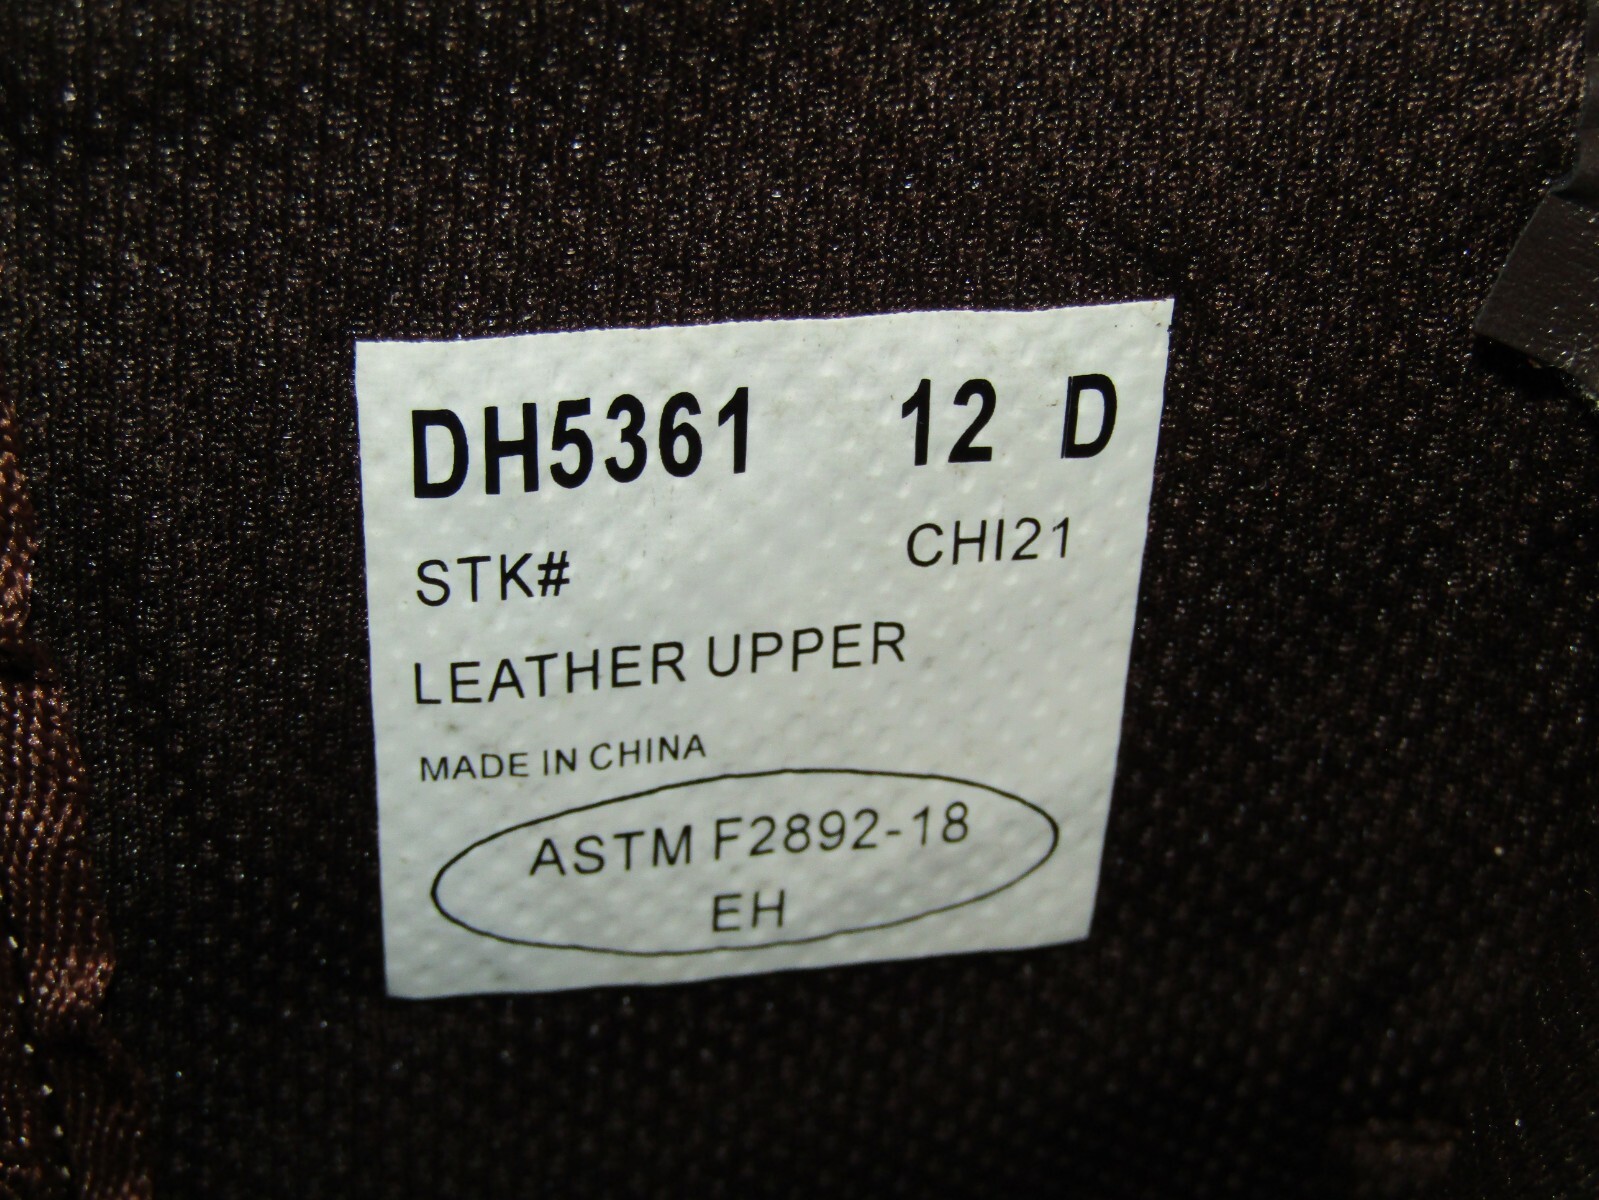 DH5361 12 D
STK# CHI21
LEATHER UPPER
MADE IN CHINA
ASTM F2892-18
EH